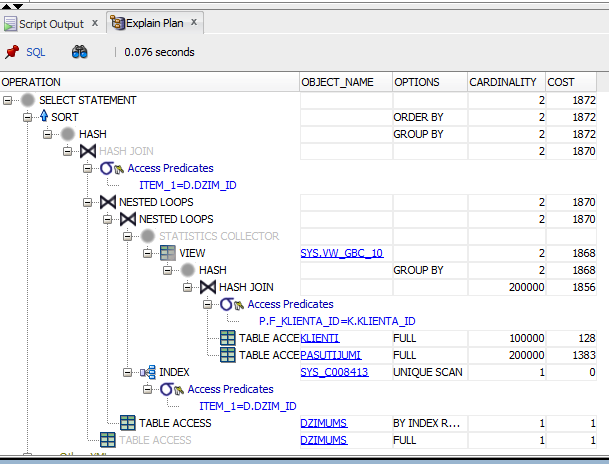 Script Output x Explain Plan x
SQL 0.076 seconds
OPERATION OBJECT_NAME OPTIONS CARDINALITY COST
SELECT STATEMENT 2 1872
SORT ORDER BY 2 1872
HASH GROUP BY 2 1872
HASH JOIN 2 1870
Access Predicates
ITEM_1=D.DZIM_ID
NESTED LOOPS 2 1870
NESTED LOOPS 2 1870
STATISTICS COLLECTOR
VIEW SYS.VW_GBC_10 2 1868
HASH GROUP BY 2 1868
HASH JOIN 200000 1856
Access Predicates
P.F_KLIENTA_ID=K.KLIENTA_ID
TABLE ACCE KLIENTI FULL 100000 128
TABLE ACCE PASUTIJUMI FULL 200000 1383
INDEX SYS_C008413 UNIQUE SCAN 1 0
Access Predicates
ITEM_1=D.DZIM_ID
TABLE ACCESS DZIMUMS BY INDEX R... 1 1
TABLE ACCESS DZIMUMS FULL 1 1